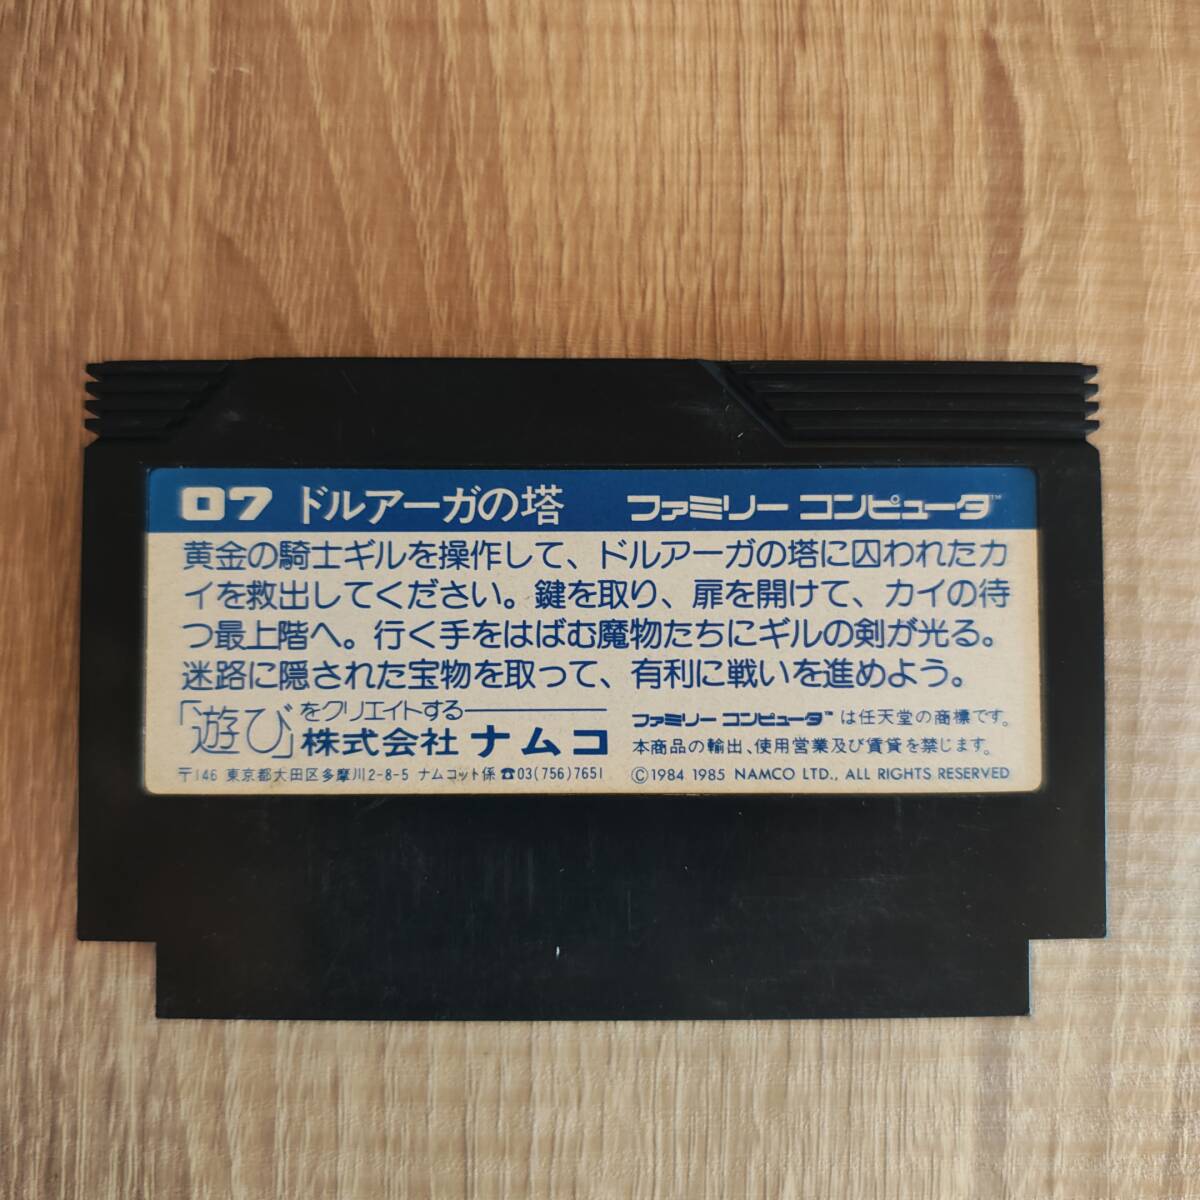 07 ドルアーガの塔 ファミリー コンピュータ™
黄金の騎士ギルを操作して、ドルアーガの塔に囚われたカ
イを救出してください。鍵を取り、扉を開けて、カイの待
つ最上階へ。行く手をはばむ魔物たちにギルの剣が光る。
迷路に隠された宝物を取って、有利に戦いを進めよう。
「遊び」をクリエイトする
株式会社 ナムコ
〒146 東京都大田区多摩川2-8-5 ナムコット係 ☎03(756)7651
ファミリー コンピュータ™ は任天堂の商標です。
本商品の輸出、使用営業及び賃貸を禁じます。
©1984 1985 NAMCO LTD., ALL RIGHTS RESERVED